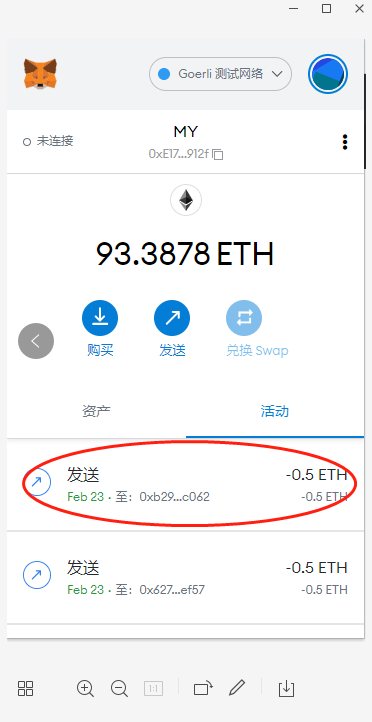 Goerli 测试网络
未连接
MY
0xE17...912f
93.3878 ETH
购买
发送
兑换 Swap
资产
活动
发送
-0.5 ETH
Feb 23 · 至：0xb29...c062
-0.5 ETH
发送
-0.5 ETH
Feb 23 · 至：0x627...ef57
-0.5 ETH
1:1